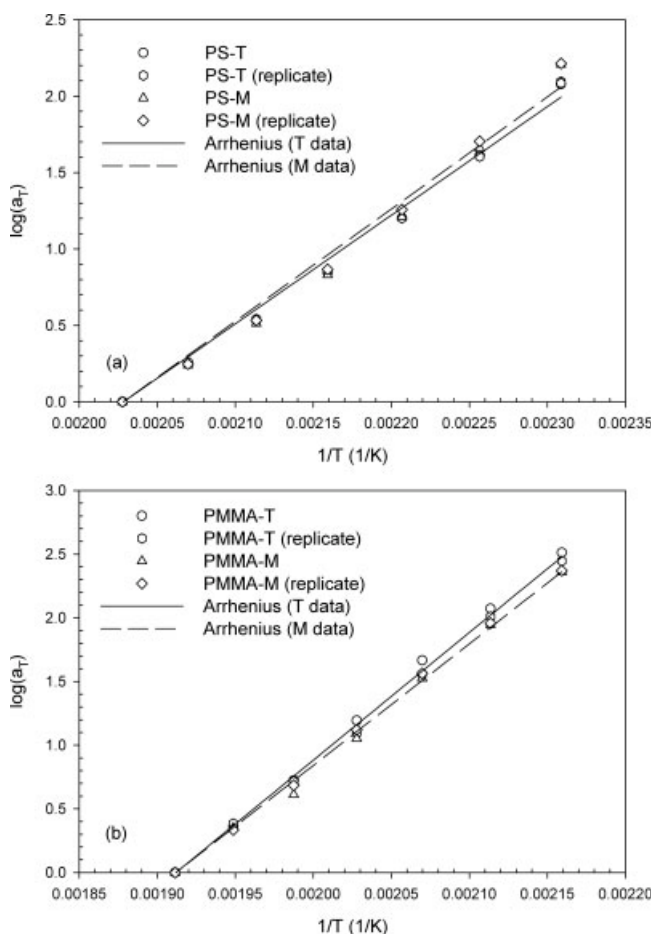 2.5
PS-T
PS-T (replicate)
2.0
PS-M
PS-M (replicate)
Arrhenius (T data)
1.5
Arrhenius (M data)
log(aT)
1.0
0.5
(a)
0.0
0.00200 0.00205 0.00210 0.00215 0.00220 0.00225 0.00230 0.00235
1/T (1/K)
3.0
PMMA-T
PMMA-T (replicate)
2.5
PMMA-M
PMMA-M (replicate)
Arrhenius (T data)
2.0
Arrhenius (M data)
log(aT)
1.5
1.0
0.5
(b)
0.0
0.00185 0.00190 0.00195 0.00200 0.00205 0.00210 0.00215 0.00220
1/T (1/K)